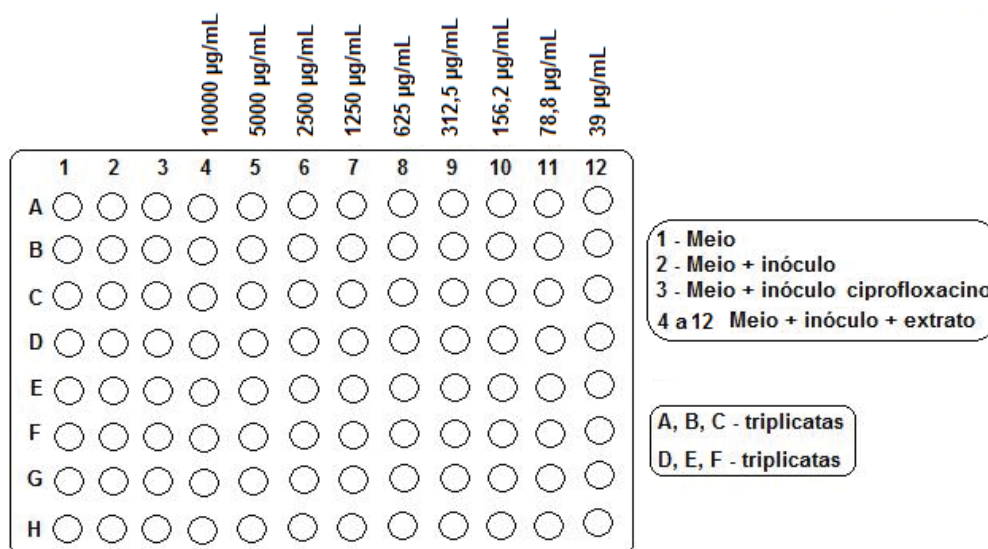 10000 µg/mL
5000 µg/mL
2500 µg/mL
1250 µg/mL
625 µg/mL
312,5 µg/mL
156,2 µg/mL
78,8 µg/mL
39 µg/mL
1 2 3 4 5 6 7 8 9 10 11 12
A
B
C
D
E
F
G
H
1 - Meio
2 - Meio + inóculo
3 - Meio + inóculo ciprofloxacino
4 a 12 Meio + inóculo + extrato
A, B, C - triplicatas
D, E, F - triplicatas